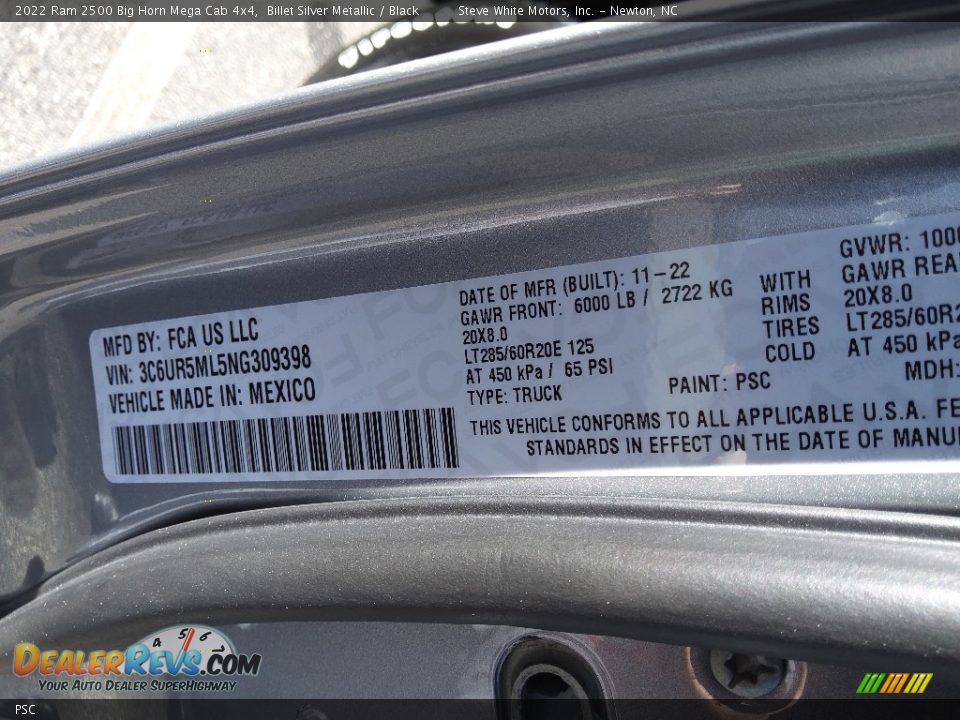 2022 Ram 2500 Big Horn Mega Cab 4x4, Billet Silver Metallic / Black Steve White Motors, Inc. – Newton, NC
MFD BY: FCA US LLC
VIN: 3C6UR5ML5NG309398
VEHICLE MADE IN: MEXICO
DATE OF MFR (BUILT): 11-22
GAWR FRONT: 6000 LB / 2722 KG
20X8.0
LT285/60R20E 125
AT 450 kPa / 65 PSI
TYPE: TRUCK
WITH
RIMS
TIRES
COLD
GVWR: 1000
GAWR REA
20X8.0
LT285/60R2
AT 450 kPa
PAINT: PSC
MDH:
THIS VEHICLE CONFORMS TO ALL APPLICABLE U.S.A. FE
STANDARDS IN EFFECT ON THE DATE OF MANU
4 5 6
DEALERREVS.COM
YOUR AUTO DEALER SUPERHIGHWAY
PSC